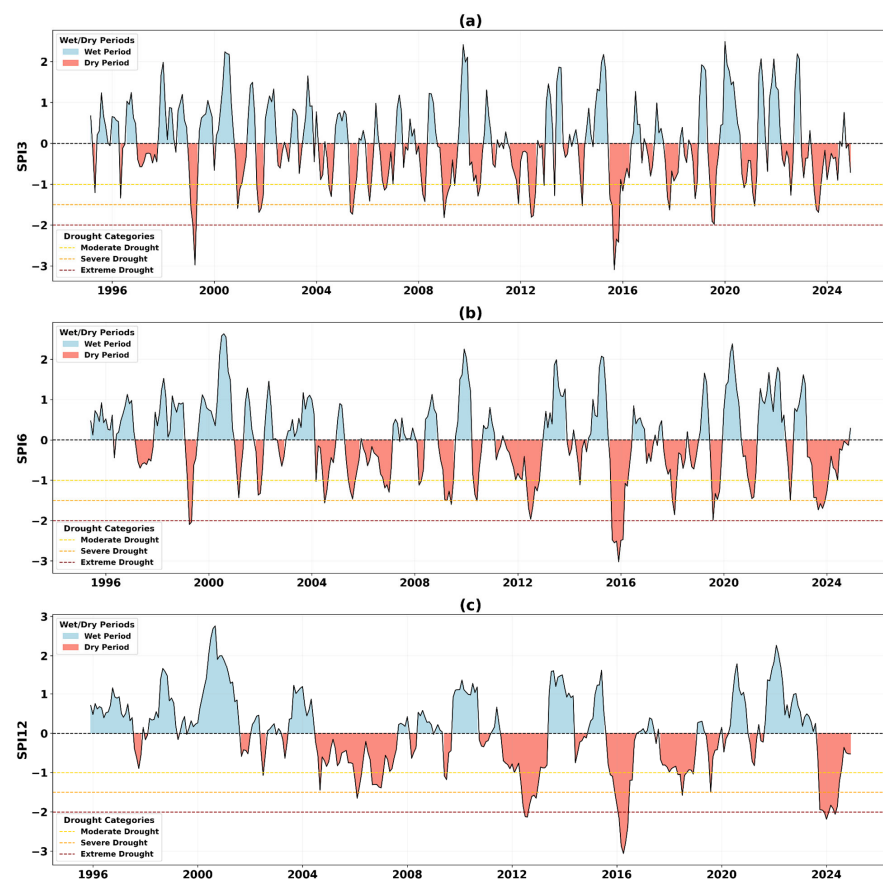 (a)
Wet/Dry Periods
Wet Period
Dry Period
2
1
0
−1
−2
−3
SPI3
Drought Categories
Moderate Drought
Severe Drought
Extreme Drought
1996 2000 2004 2008 2012 2016 2020 2024
(b)
Wet/Dry Periods
Wet Period
Dry Period
2
1
0
−1
−2
−3
SPI6
Drought Categories
Moderate Drought
Severe Drought
Extreme Drought
1996 2000 2004 2008 2012 2016 2020 2024
(c)
Wet/Dry Periods
Wet Period
Dry Period
3
2
1
0
−1
−2
−3
SPI12
Drought Categories
Moderate Drought
Severe Drought
Extreme Drought
1996 2000 2004 2008 2012 2016 2020 2024